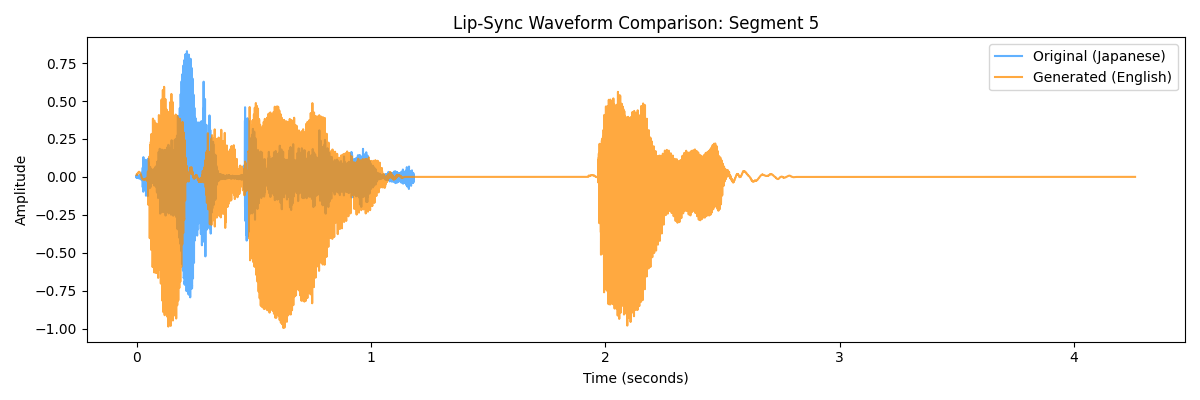 Lip-Sync Waveform Comparison: Segment 5
Original (Japanese)
Generated (English)
Amplitude
0.75
0.50
0.25
0.00
−0.25
−0.50
−0.75
−1.00
0 1 2 3 4
Time (seconds)